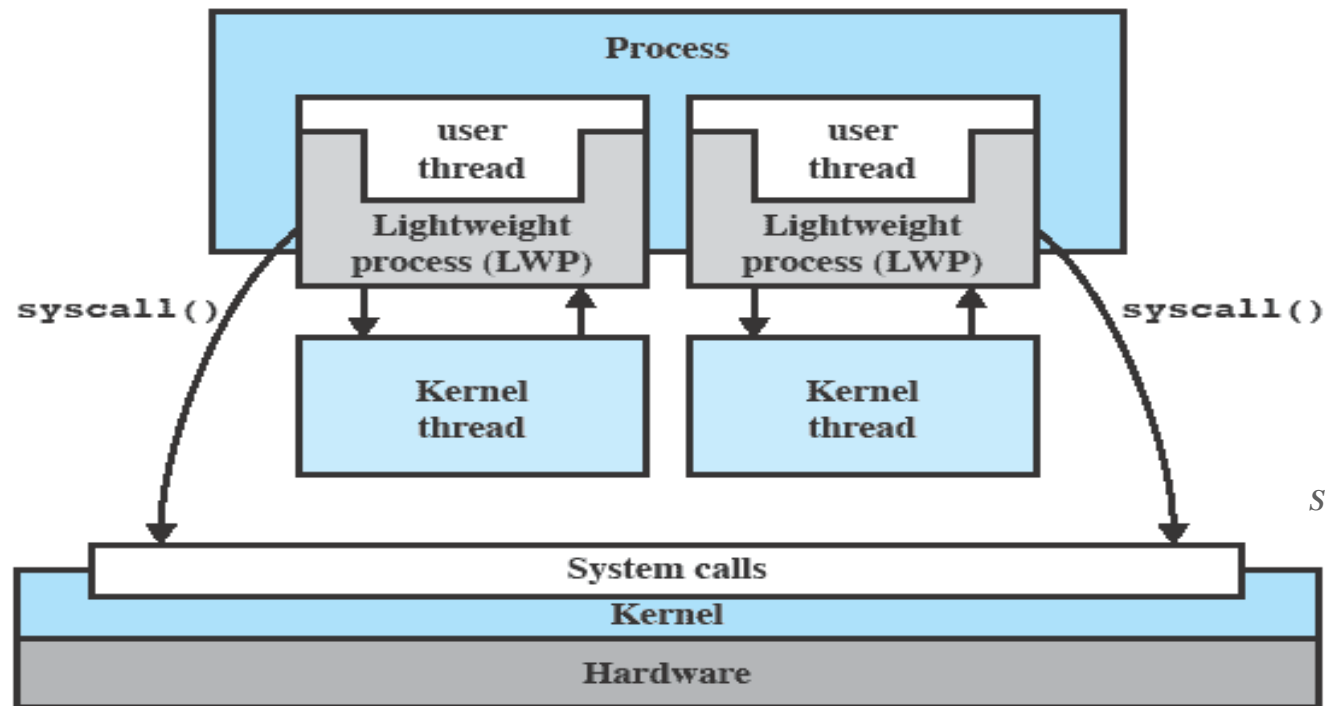 Process
user
thread
user
thread
Lightweight
process (LWP)
Lightweight
process (LWP)
syscall()
syscall()
Kernel
thread
Kernel
thread
S
System calls
Kernel
Hardware